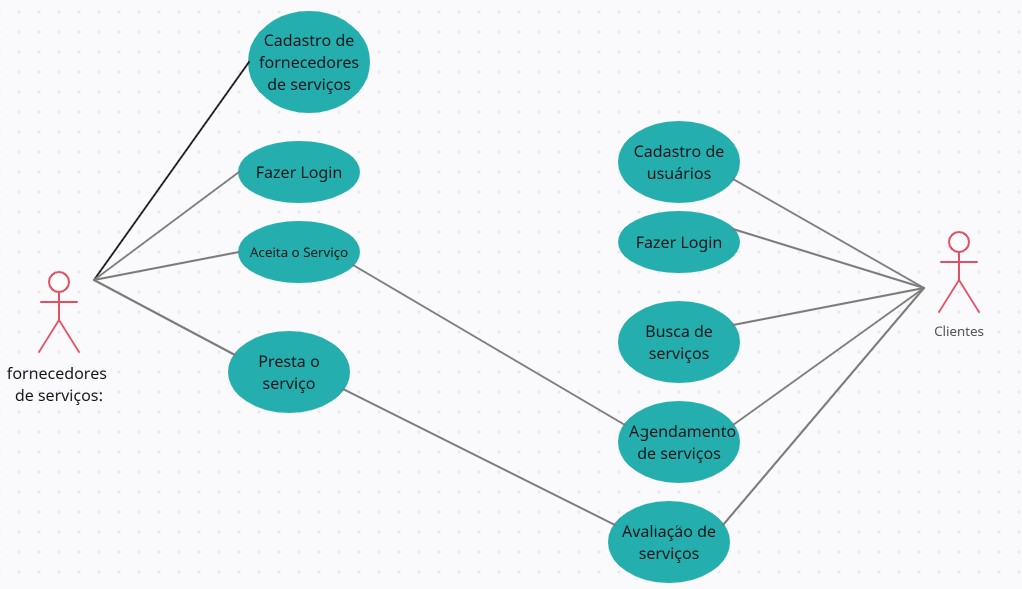 Cadastro de
fornecedores
de serviços
Fazer Login
Aceita o Serviço
Presta o
serviço
fornecedores
de serviços:
Cadastro de
usuários
Fazer Login
Busca de
serviços
Agendamento
de serviços
Avaliação de
serviços
Clientes